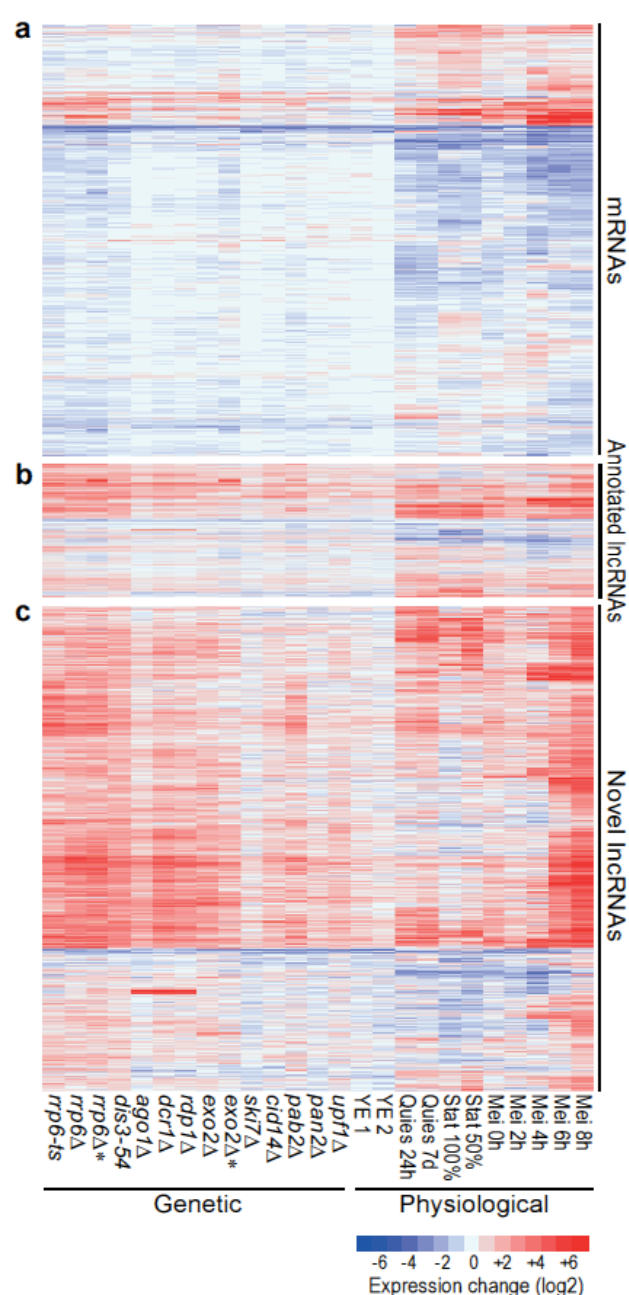 a
mRNAs
b
Annotated lncRNAs
c
Novel lncRNAs
rrp6-ts
rrp6Δ
rrp6Δ*
dis3-54
ago1Δ
dcr1Δ
rdp1Δ
exo2Δ
exo2Δ*
ski7Δ
cid14Δ
pab2Δ
pan2Δ
upf1Δ
YE 1
YE 2
Quies 24h
Quies 7d
Stat 100%
Stat 50%
Mei 0h
Mei 2h
Mei 4h
Mei 6h
Mei 8h
Genetic
Physiological
-6 -4 -2 0 +2 +4 +6
Expression change (log2)